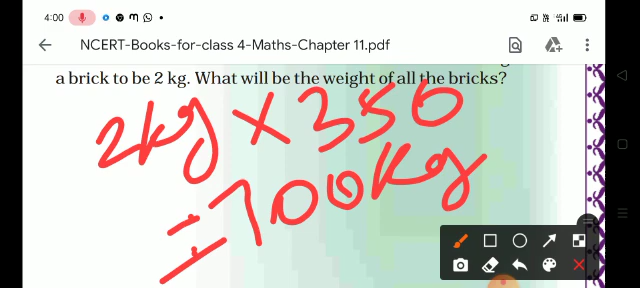 4:00
NCERT-Books-for-class 4-Maths-Chapter 11.pdf
a brick to be 2 kg. What will be the weight of all the bricks?
2kg × 350
= 700kg